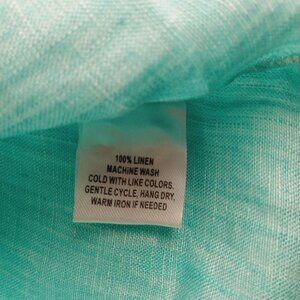 100% LINEN
MACHINE WASH
COLD WITH LIKE COLORS.
GENTLE CYCLE, HANG DRY,
WARM IRON IF NEEDED